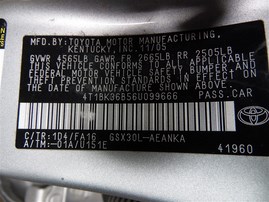 MFD. BY:
TOYOTA MOTOR MANUFACTURING,
KENTUCKY, INC. 11/05
GVWR 4565LB GAWR FR 2665LB RR 2505LB
THIS VEHICLE CONFORMS TO ALL APPLICABLE
FEDERAL MOTOR VEHICLE SAFETY, BUMPER, AND
THEFT PREVENTION STANDARDS IN EFFECT ON
THE DATE OF MANUFACTURE SHOWN ABOVE.
4T1BK36B56U099666
PASS.CAR
C/TR:1D4/FA16 GSX30L-AEANKA
A/TM:-01A/U151E
41960